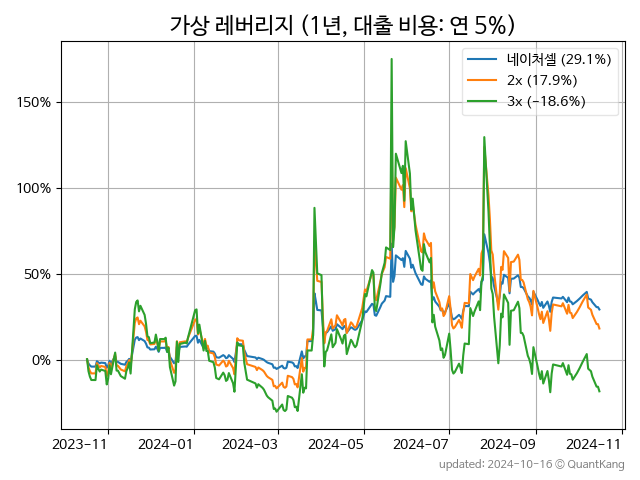 가상 레버리지 (1년, 대출 비용: 연 5%)
네이처셀 (29.1%)
2x (17.9%)
3x (−18.6%)
150%
100%
50%
0%
2023-11
2024-01
2024-03
2024-05
2024-07
2024-09
2024-11
updated: 2024-10-16 © QuantKang